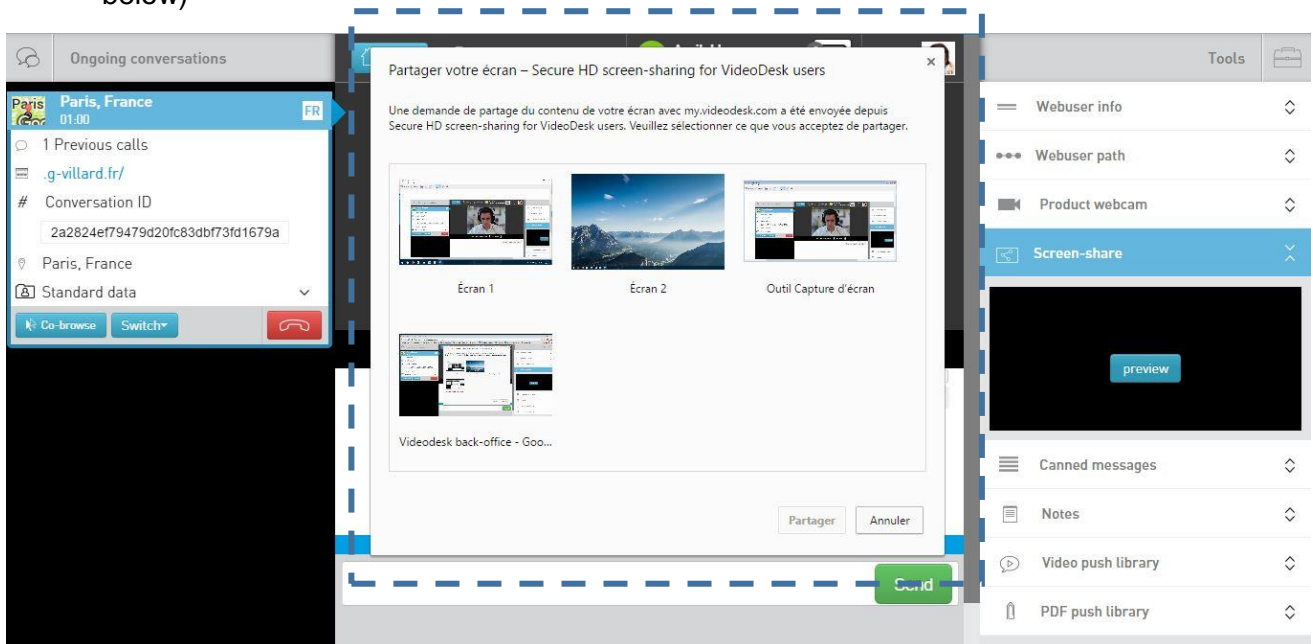 below)
Ongoing conversations
Tools
Paris, France
01:00
FR
1 Previous calls
.g-villard.fr/
# Conversation ID
2a2824ef79479d20fc83dbf73fd1679a
Paris, France
Standard data
Co-browse Switch
Partager votre écran – Secure HD screen-sharing for VideoDesk users
Une demande de partage du contenu de votre écran avec my.videodesk.com a été envoyée depuis
Secure HD screen-sharing for VideoDesk users. Veuillez sélectionner ce que vous acceptez de partager.
Écran 1
Écran 2
Outil Capture d'écran
Videodesk back-office - Goo...
Partager Annuler
Send
Webuser info
Webuser path
Product webcam
Screen-share
preview
Canned messages
Notes
Video push library
PDF push library